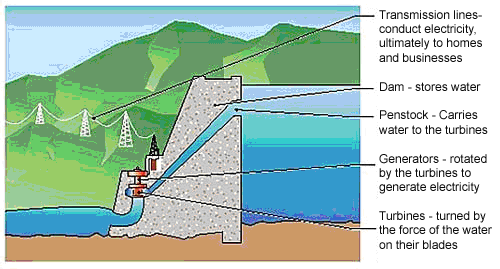 Transmission lines-
conduct electricity,
ultimately to homes
and businesses
Dam - stores water
Penstock - Carries
water to the turbines
Generators - rotated
by the turbines to
generate electricity
Turbines - turned by
the force of the water
on their blades